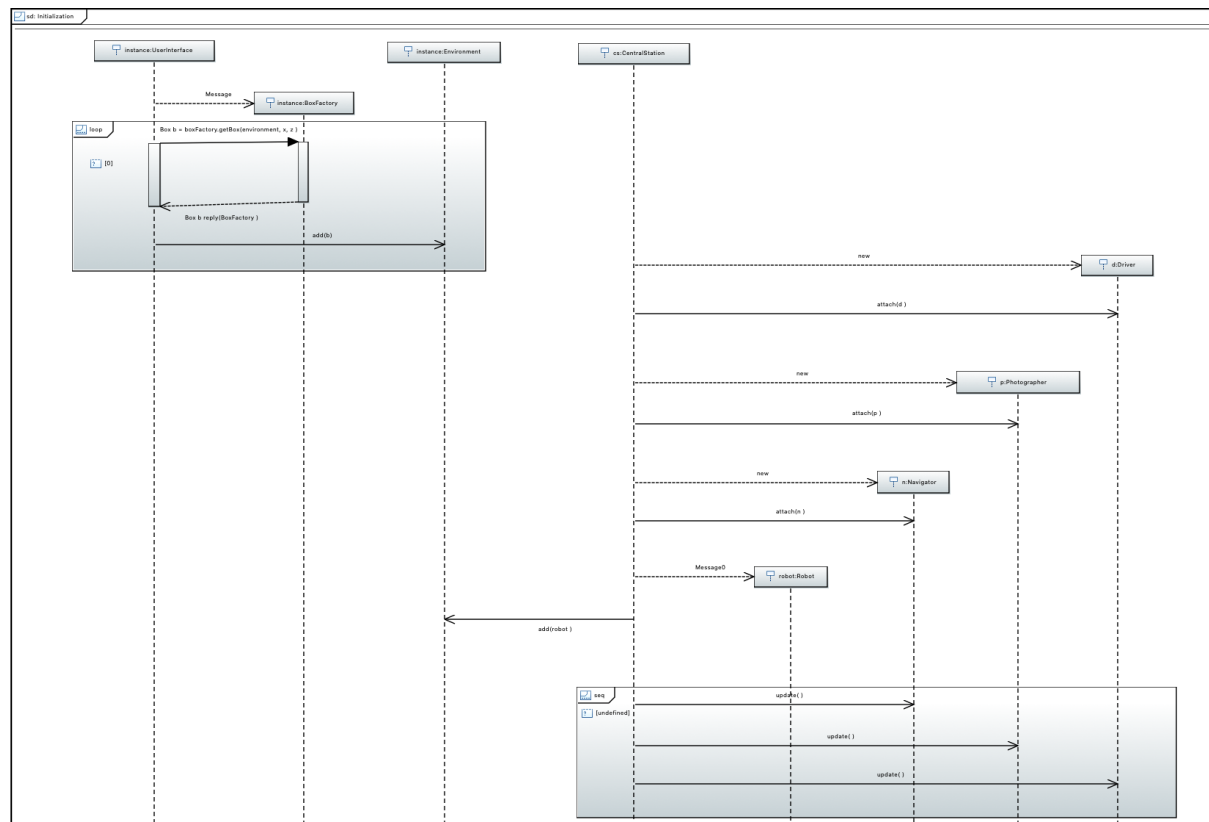 sd: Initialization
instance:UserInterface
instance:Environment
cs:CentralStation
Message
instance:BoxFactory
loop
Box b = boxFactory.getBox(environment, x, z )
[0]
Box b reply(BoxFactory )
add(b)
new
d:Driver
attach(d )
new
p:Photographer
attach(p )
new
n:Navigator
attach(n )
Message0
robot:Robot
add(robot )
seq
update( )
[undefined]
update( )
update( )